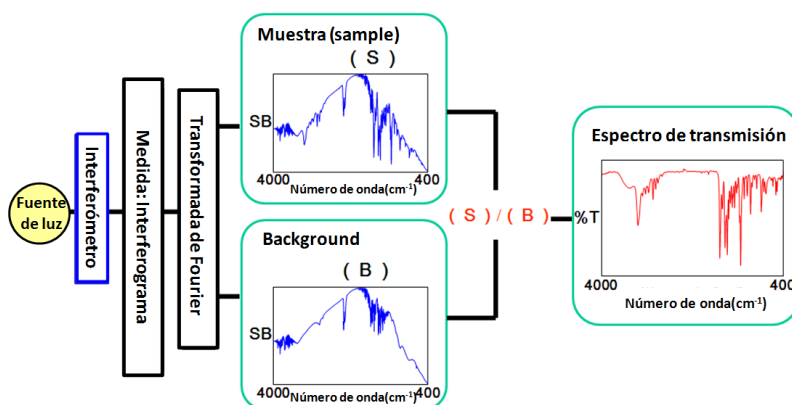 Fuente
de luz
Interferómetro
Medida: Interferograma
Transformada de Fourier
Muestra (sample)
( S )
SB
4000
400
Número de onda(cm⁻¹)
Background
( B )
SB
4000
400
Número de onda(cm⁻¹)
( S ) / ( B )
Espectro de transmisión
%T
4000
400
Número de onda(cm⁻¹)